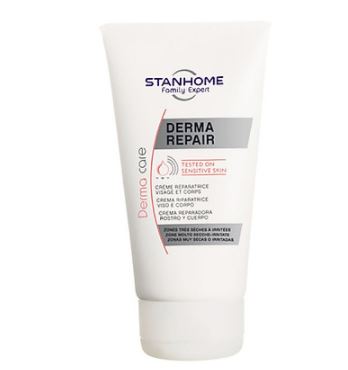 STANHOME
Family Expert
DERMA
REPAIR
TESTED ON
SENSITIVE SKIN
Derma care
CRÈME RÉPARATRICE
VISAGE ET CORPS
CREMA RIPARATRICE
VISO E CORPO
CREMA REPARADORA
ROSTRO Y CUERPO
ZONES TRÈS SÈCHES & IRRITÉES
ZONE MOLTO SECCHE-IRRITATE
ZONAS MUY SECAS O IRRITADAS